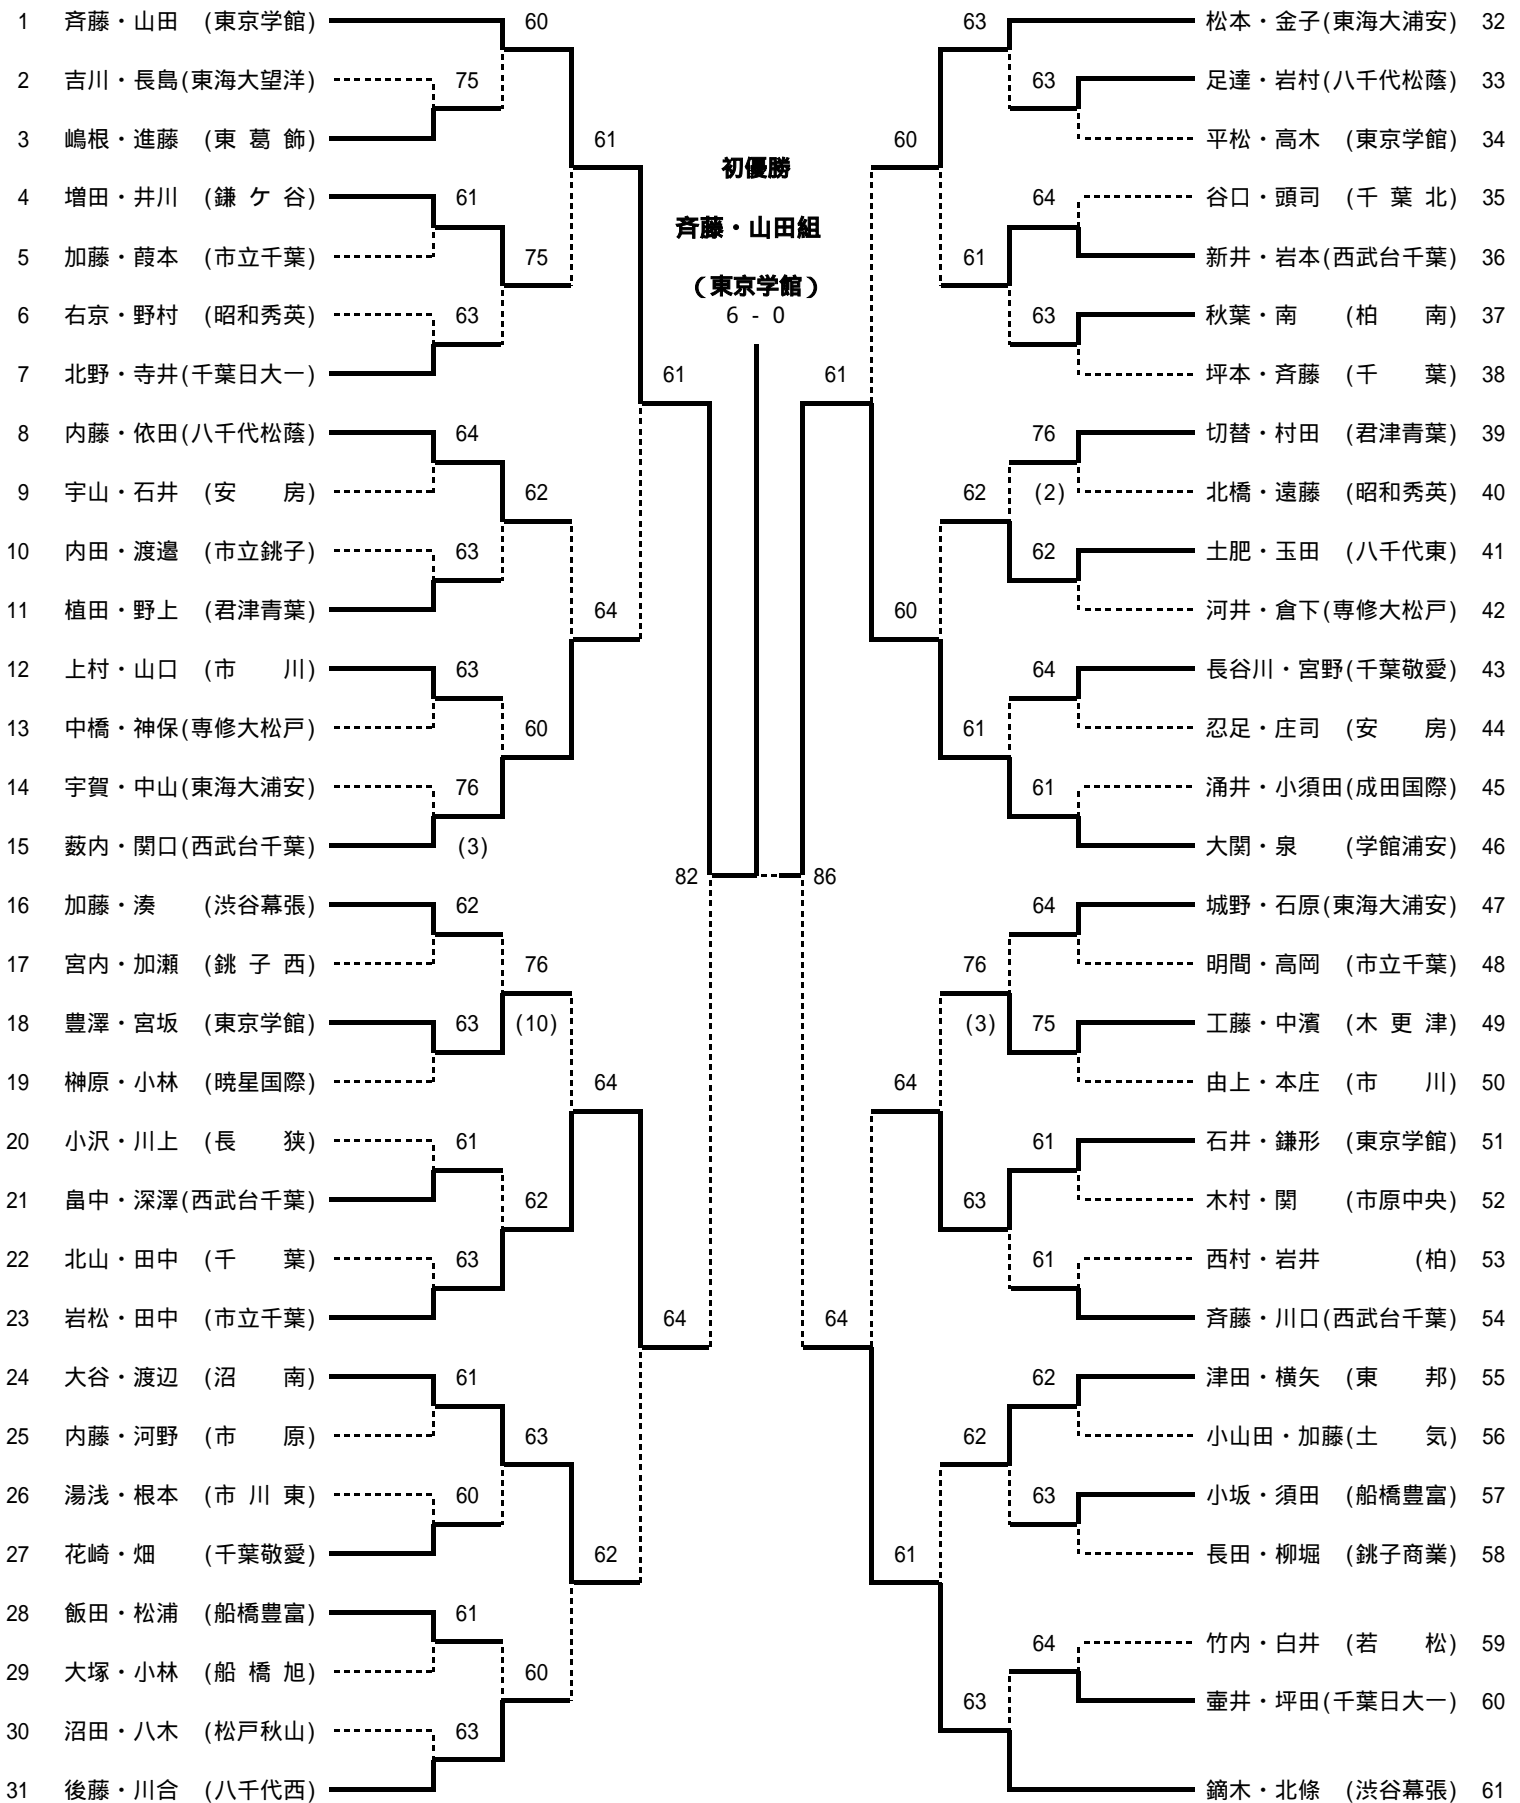 1 斉藤・山田 (東京学館) 60 63 松本・金子(東海大浦安) 32
2 吉川・長島(東海大望洋) 75 63 足達・岩村(八千代松蔭) 33
3 嶋根・進藤 (東 葛 飾) 61 60 平松・高木 (東京学館) 34
初優勝
4 増田・井川 (鎌 ケ 谷) 61 64 谷口・頭司 (千 葉 北) 35
斉藤・山田組
5 加藤・葭本 (市立千葉) 75 61 新井・岩本(西武台千葉) 36
(東京学館)
6 右京・野村 (昭和秀英) 63 6 - 0 63 秋葉・南 (柏 南) 37
7 北野・寺井(千葉日大一) 61 61 坪本・斉藤 (千 葉) 38
8 内藤・依田(八千代松蔭) 64 76 切替・村田 (君津青葉) 39
9 宇山・石井 (安 房) 62 62 (2) 北橋・遠藤 (昭和秀英) 40
10 内田・渡邉 (市立銚子) 63 62 土肥・玉田 (八千代東) 41
11 植田・野上 (君津青葉) 64 60 河井・倉下(専修大松戸) 42
12 上村・山口 (市 川) 63 64 長谷川・宮野(千葉敬愛) 43
13 中橋・神保(専修大松戸) 60 61 忍足・庄司 (安 房) 44
14 宇賀・中山(東海大浦安) 76 61 涌井・小須田(成田国際) 45
15 薮内・関口(西武台千葉) (3) 大関・泉 (学館浦安) 46
82 86
16 加藤・湊 (渋谷幕張) 62 64 城野・石原(東海大浦安) 47
17 宮内・加瀬 (銚 子 西) 76 76 明間・高岡 (市立千葉) 48
18 豊澤・宮坂 (東京学館) 63 (10) (3) 75 工藤・中濱 (木 更 津) 49
19 榊原・小林 (暁星国際) 64 64 由上・本庄 (市 川) 50
20 小沢・川上 (長 狭) 61 61 石井・鎌形 (東京学館) 51
21 畠中・深澤(西武台千葉) 62 63 木村・関 (市原中央) 52
22 北山・田中 (千 葉) 63 61 西村・岩井 (柏) 53
23 岩松・田中 (市立千葉) 64 64 斉藤・川口(西武台千葉) 54
24 大谷・渡辺 (沼 南) 61 62 津田・横矢 (東 邦) 55
25 内藤・河野 (市 原) 63 62 小山田・加藤(土 気) 56
26 湯浅・根本 (市 川 東) 60 63 小坂・須田 (船橋豊富) 57
27 花崎・畑 (千葉敬愛) 62 61 長田・柳堀 (銚子商業) 58
28 飯田・松浦 (船橋豊富) 61
64 竹内・白井 (若 松) 59
29 大塚・小林 (船 橋 旭) 60
63 壷井・坪田(千葉日大一) 60
30 沼田・八木 (松戸秋山) 63
31 後藤・川合 (八千代西) 鏑木・北條 (渋谷幕張) 61